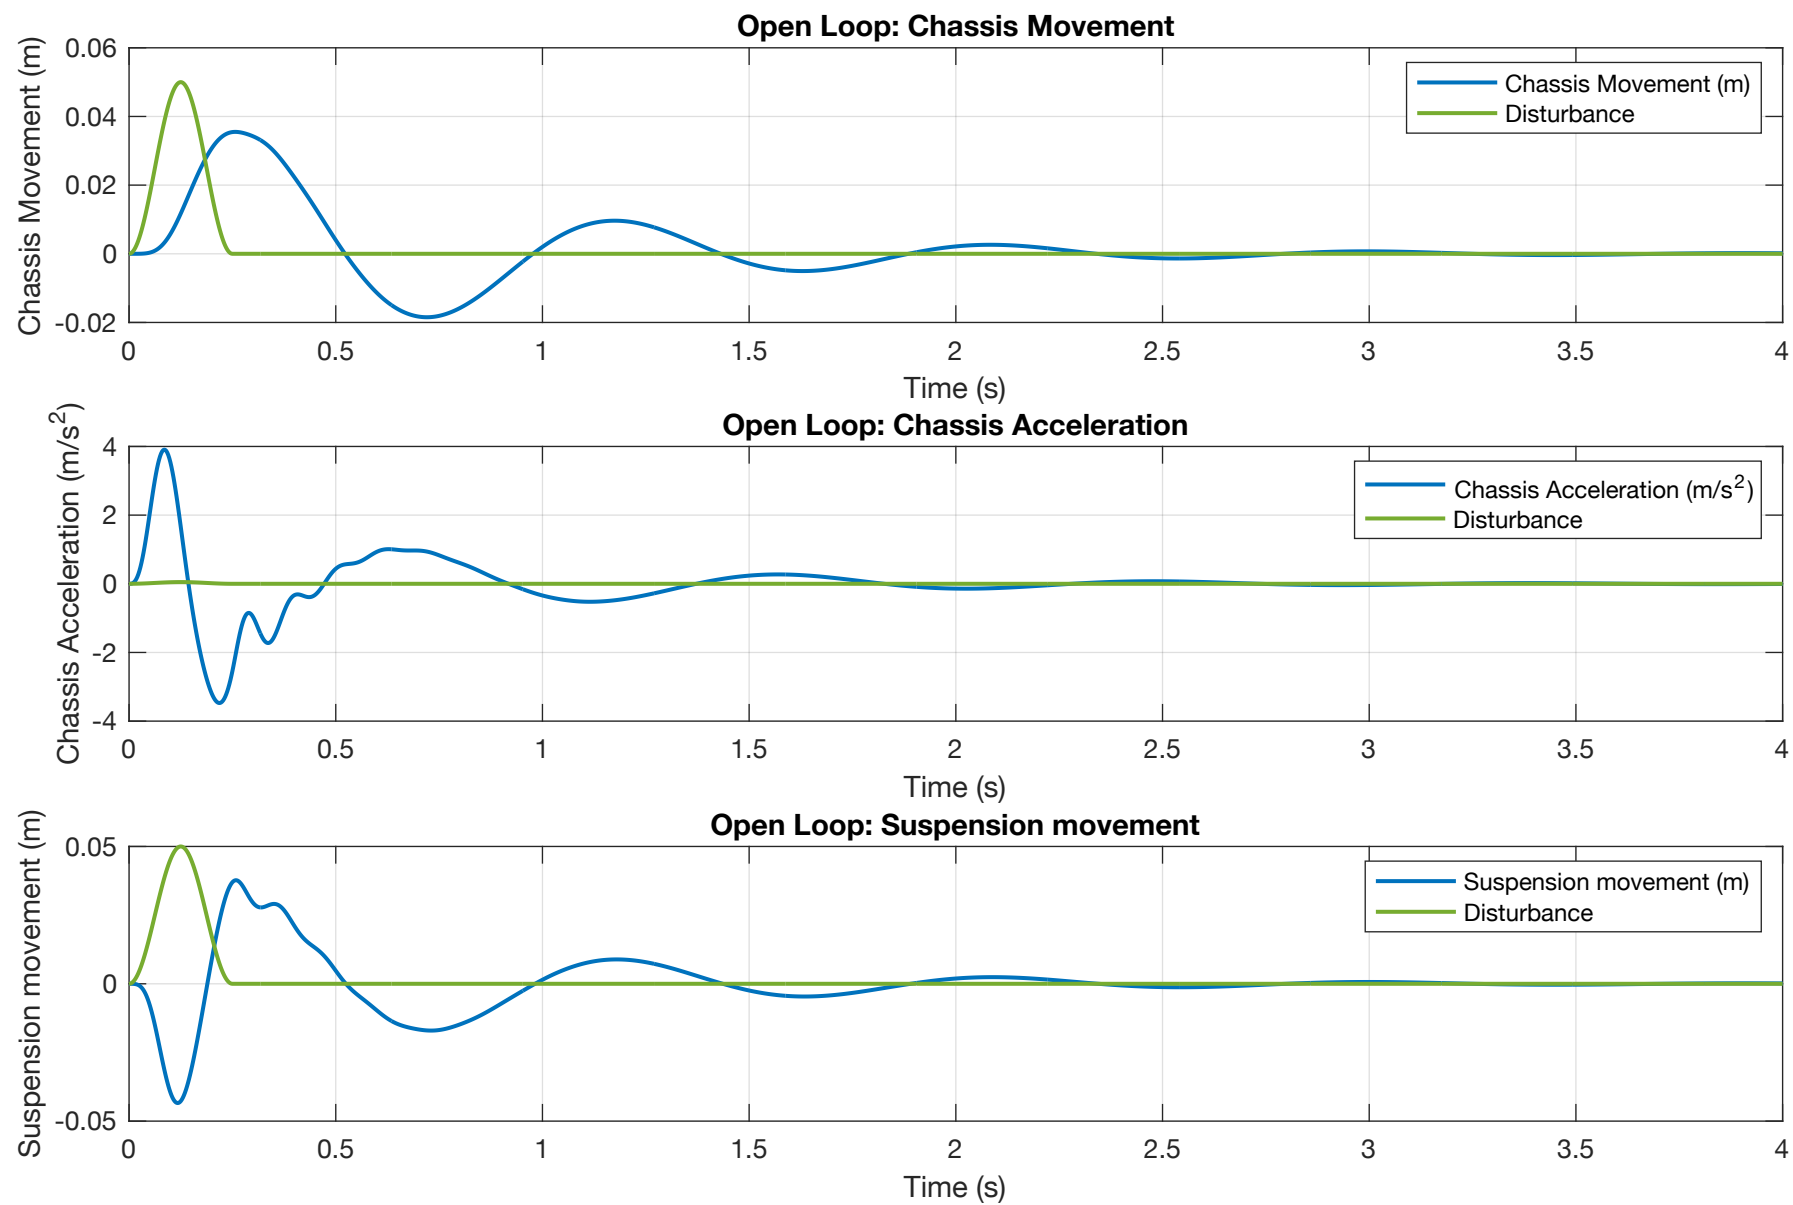 Open Loop: Chassis Movement
Chassis Movement (m)
0.06
0.04
0.02
0
-0.02
Chassis Movement (m)
Disturbance
0 0.5 1 1.5 2 2.5 3 3.5 4
Time (s)
Open Loop: Chassis Acceleration
Chassis Acceleration (m/s²)
4
2
0
-2
-4
Chassis Acceleration (m/s²)
Disturbance
0 0.5 1 1.5 2 2.5 3 3.5 4
Time (s)
Open Loop: Suspension movement
Suspension movement (m)
0.05
0
-0.05
Suspension movement (m)
Disturbance
0 0.5 1 1.5 2 2.5 3 3.5 4
Time (s)